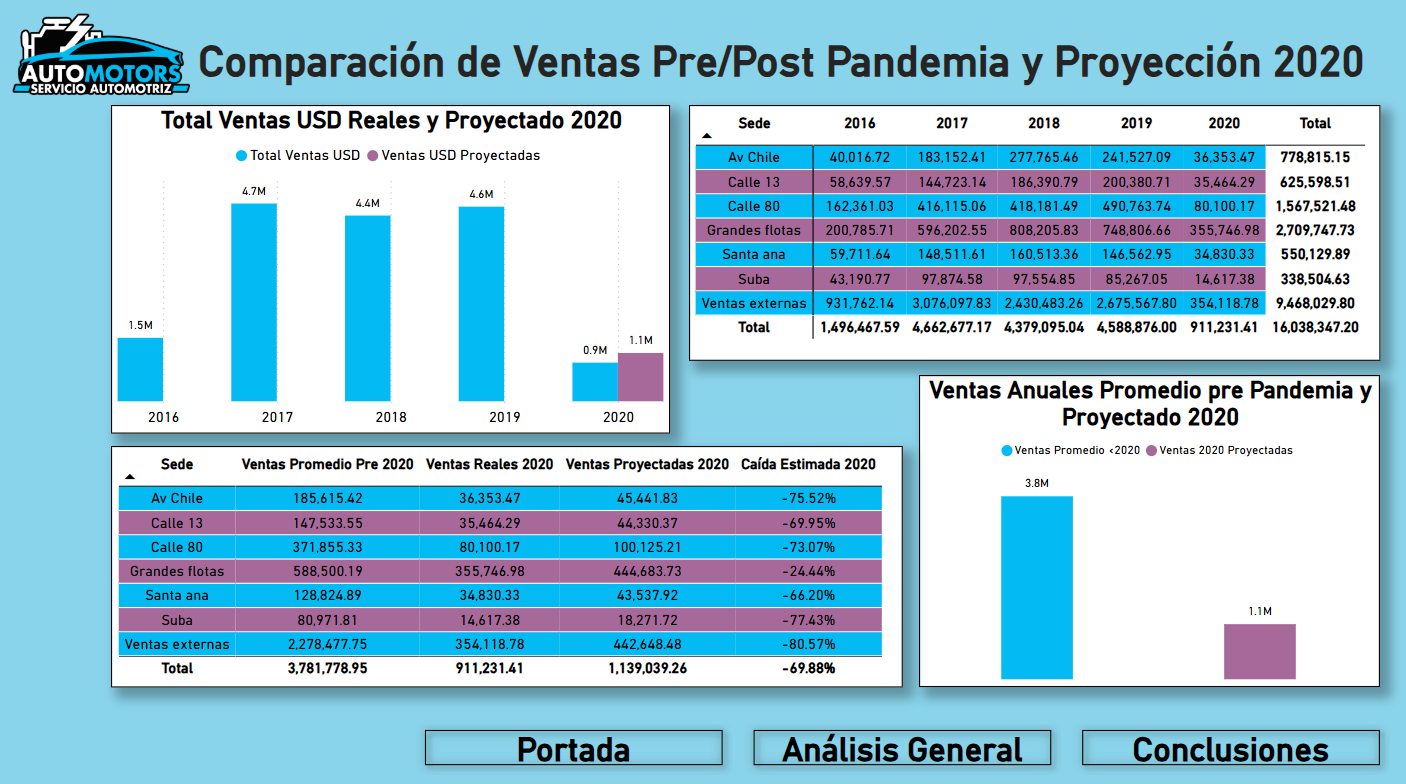 AUTOMOTORS
SERVICIO AUTOMOTRIZ
Comparación de Ventas Pre/Post Pandemia y Proyección 2020
Total Ventas USD Reales y Proyectado 2020
Total Ventas USD Ventas USD Proyectadas
4.7M
4.6M
4.4M
1.5M
1.1M
0.9M
2016 2017 2018 2019 2020
Sede 2016 2017 2018 2019 2020 Total
Av Chile 40,016.72 183,152.41 277,765.46 241,527.09 36,353.47 778,815.15
Calle 13 58,639.57 144,723.14 186,390.79 200,380.71 35,464.29 625,598.51
Calle 80 162,361.03 416,115.06 418,181.49 490,763.74 80,100.17 1,567,521.48
Grandes flotas 200,785.71 596,202.55 808,205.83 748,806.66 355,746.98 2,709,747.73
Santa ana 59,711.64 148,511.61 160,513.36 146,562.95 34,830.33 550,129.89
Suba 43,190.77 97,874.58 97,554.85 85,267.05 14,617.38 338,504.63
Ventas externas 931,762.14 3,076,097.83 2,430,483.26 2,675,567.80 354,118.78 9,468,029.80
Total 1,496,467.59 4,662,677.17 4,379,095.04 4,588,876.00 911,231.41 16,038,347.20
Sede Ventas Promedio Pre 2020 Ventas Reales 2020 Ventas Proyectadas 2020 Caída Estimada 2020
Av Chile 185,615.42 36,353.47 45,441.83 -75.52%
Calle 13 147,533.55 35,464.29 44,330.37 -69.95%
Calle 80 371,855.33 80,100.17 100,125.21 -73.07%
Grandes flotas 588,500.19 355,746.98 444,683.73 -24.44%
Santa ana 128,824.89 34,830.33 43,537.92 -66.20%
Suba 80,971.81 14,617.38 18,271.72 -77.43%
Ventas externas 2,278,477.75 354,118.78 442,648.48 -80.57%
Total 3,781,778.95 911,231.41 1,139,039.26 -69.88%
Ventas Anuales Promedio pre Pandemia y
Proyectado 2020
Ventas Promedio <2020 Ventas 2020 Proyectadas
3.8M
1.1M
Portada
Análisis General
Conclusiones